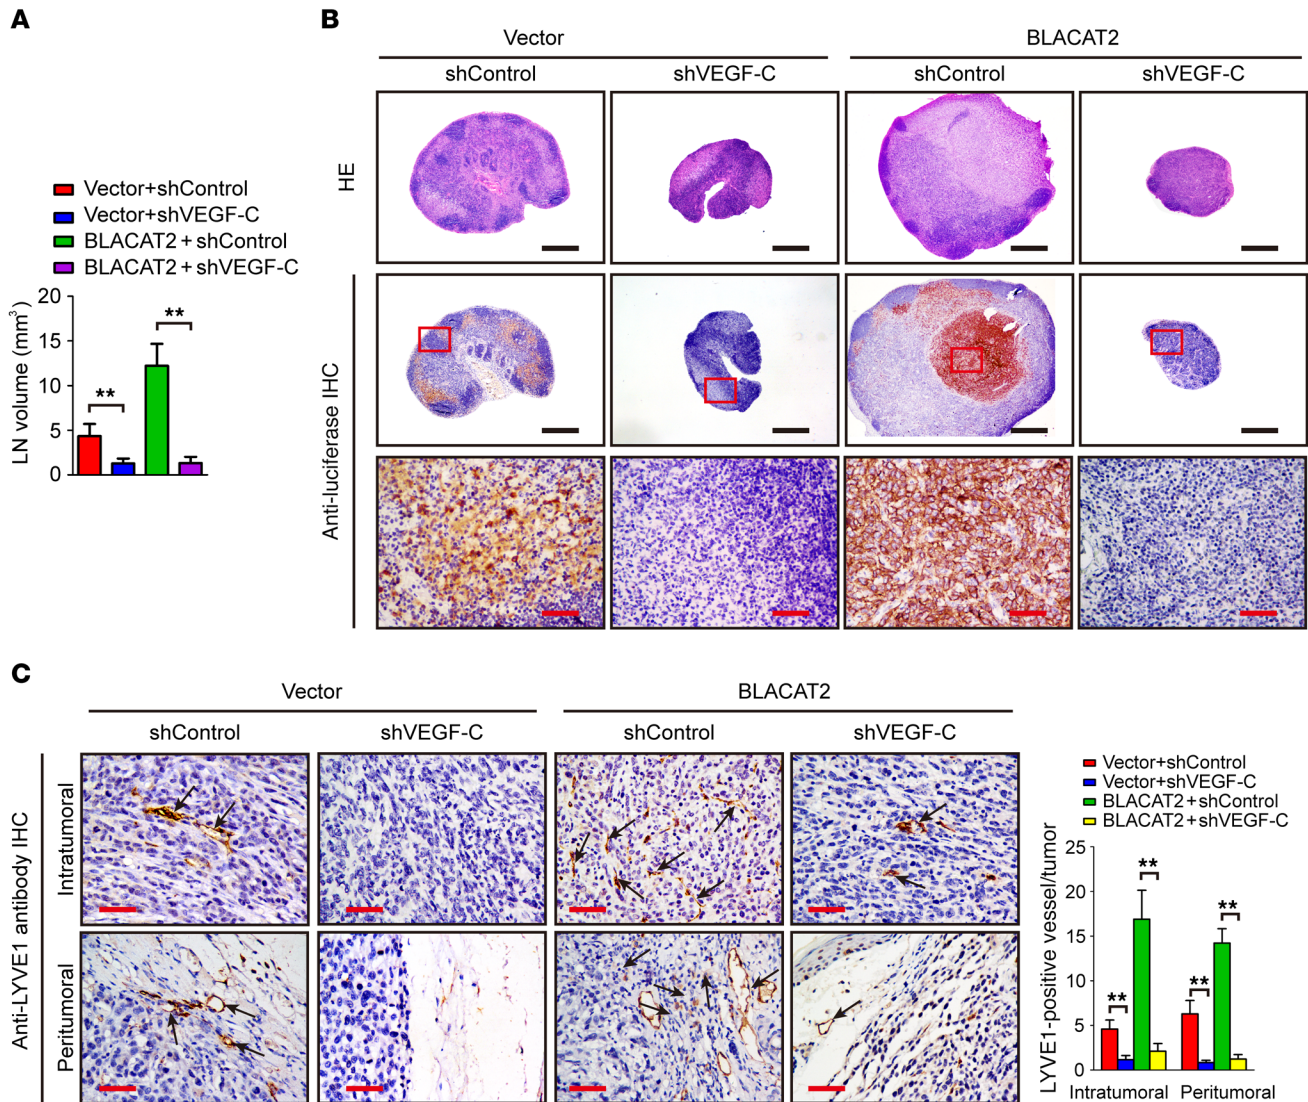 A
Vector+shControl
Vector+shVEGF-C
BLACAT2+shControl
BLACAT2+shVEGF-C
LN volume (mm³)
20
15
10
5
0
**
**
B
Vector
BLACAT2
shControl
shVEGF-C
shControl
shVEGF-C
HE
Anti-luciferase IHC
C
Vector
BLACAT2
shControl
shVEGF-C
shControl
shVEGF-C
Anti-LYVE1 antibody IHC
Intratumoral
Peritumoral
Vector+shControl
Vector+shVEGF-C
BLACAT2+shControl
BLACAT2+shVEGF-C
LYVE1-positive vessel/tumor
25
20
15
10
5
0
**
**
**
**
Intratumoral
Peritumoral